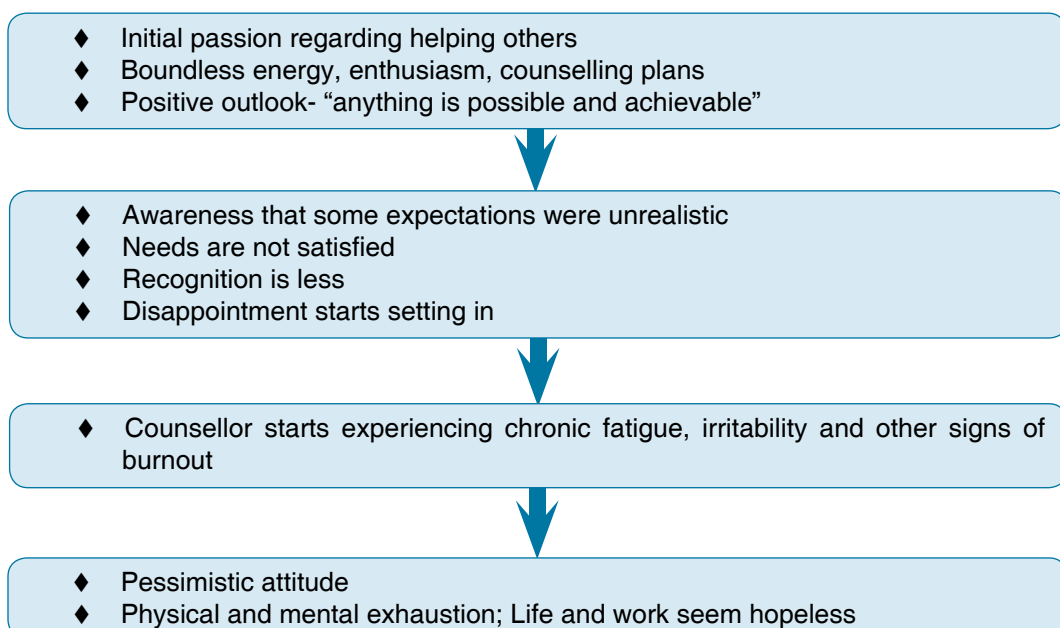 ♦ Initial passion regarding helping others
♦ Boundless energy, enthusiasm, counselling plans
♦ Positive outlook- “anything is possible and achievable”
♦ Awareness that some expectations were unrealistic
♦ Needs are not satisfied
♦ Recognition is less
♦ Disappointment starts setting in
♦ Counsellor starts experiencing chronic fatigue, irritability and other signs of
burnout
♦ Pessimistic attitude
♦ Physical and mental exhaustion; Life and work seem hopeless